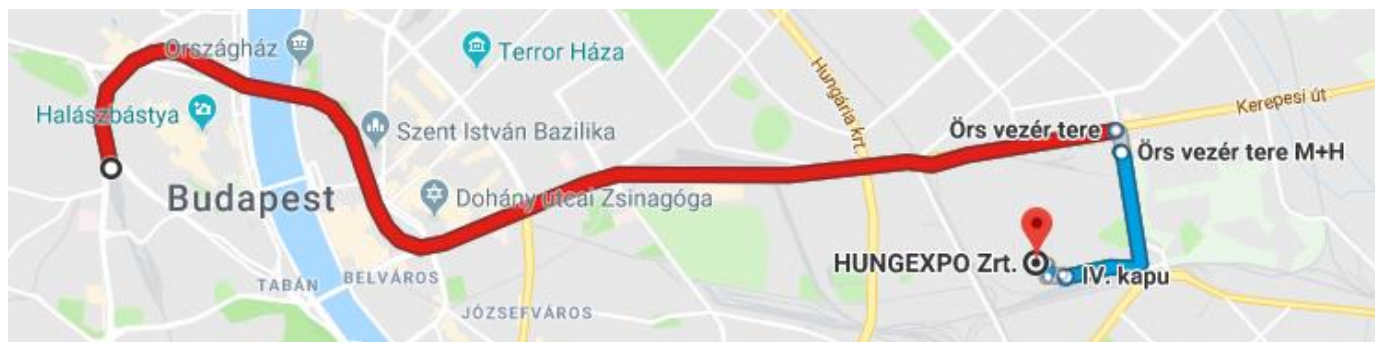 Országház
Terror Háza
Hungária krt.
Kerepesi út
Halászbástya
Szent István Bazilika
Örs vezér tere
Örs vezér tere M+H
Budapest
Dohány utcai Zsinagóga
HUNGEXPO Zrt.
IV. kapu
TABÁN
BELVÁROS
JÓZSEFVÁROS